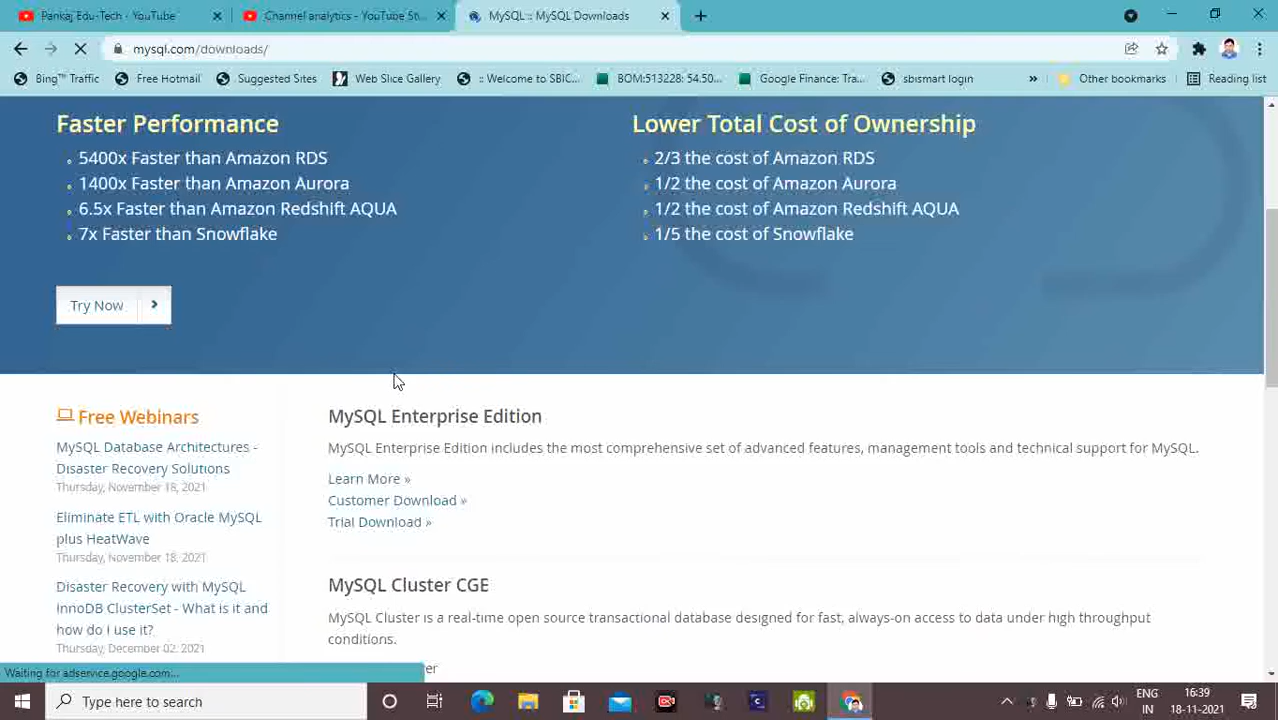 Pankaj Edu-Tech - YouTube
Channel analytics - YouTube St...
MySQL :: MySQL Downloads
mysql.com/downloads/
Bing™ Traffic
Free Hotmail
Suggested Sites
Web Slice Gallery
:: Welcome to SBIC...
BOM:513228: 54.50...
Google Finance: Tra...
sbismart login
»
Other bookmarks
Reading list
Faster Performance
5400x Faster than Amazon RDS
1400x Faster than Amazon Aurora
6.5x Faster than Amazon Redshift AQUA
7x Faster than Snowflake
Lower Total Cost of Ownership
2/3 the cost of Amazon RDS
1/2 the cost of Amazon Aurora
1/2 the cost of Amazon Redshift AQUA
1/5 the cost of Snowflake
Try Now
Free Webinars
MySQL Database Architectures -
Disaster Recovery Solutions
Thursday, November 18, 2021
Eliminate ETL with Oracle MySQL
plus HeatWave
Thursday, November 18, 2021
Disaster Recovery with MySQL
InnoDB ClusterSet - What is it and
how do I use it?
Thursday, December 02, 2021
MySQL Enterprise Edition
MySQL Enterprise Edition includes the most comprehensive set of advanced features, management tools and technical support for MySQL.
Learn More »
Customer Download »
Trial Download »
MySQL Cluster CGE
MySQL Cluster is a real-time open source transactional database designed for fast, always-on access to data under high throughput
conditions.
Waiting for adservice.google.com...
Type here to search
ENG
IN
16:39
18-11-2021